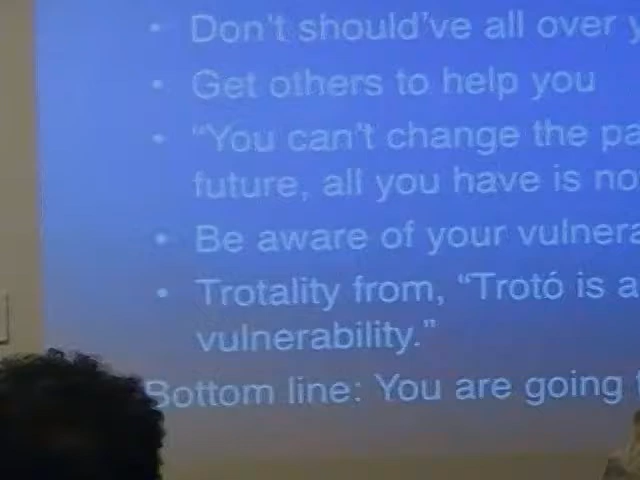 • Don't should've all over y
• Get others to help you
• "You can't change the pa
future, all you have is no
• Be aware of your vulnera
• Trotality from, "Trotó is a
vulnerability."
Bottom line: You are going t